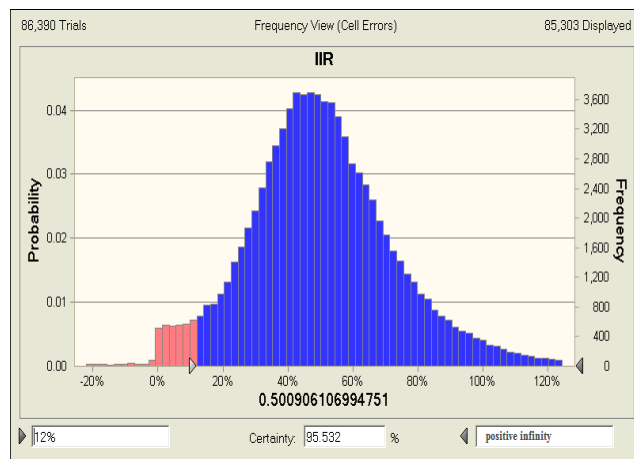 86,390 Trials Frequency View (Cell Errors) 85,303 Displayed
IIR
Probability
0.04
0.03
0.02
0.01
0.00
3,600
3,200
2,800
2,400
2,000
1,600
1,200
800
400
0
Frequency
-20% 0% 20% 40% 60% 80% 100% 120%
0.500906106994751
12% Certainty: 95.532 % positive infinity